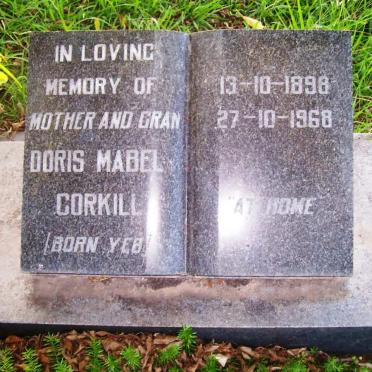 IN LOVING
MEMORY OF
MOTHER AND GRAN
DORIS MABEL
CORKILL
(BORN YEO)
13-10-1898
27-10-1968
"AT HOME"